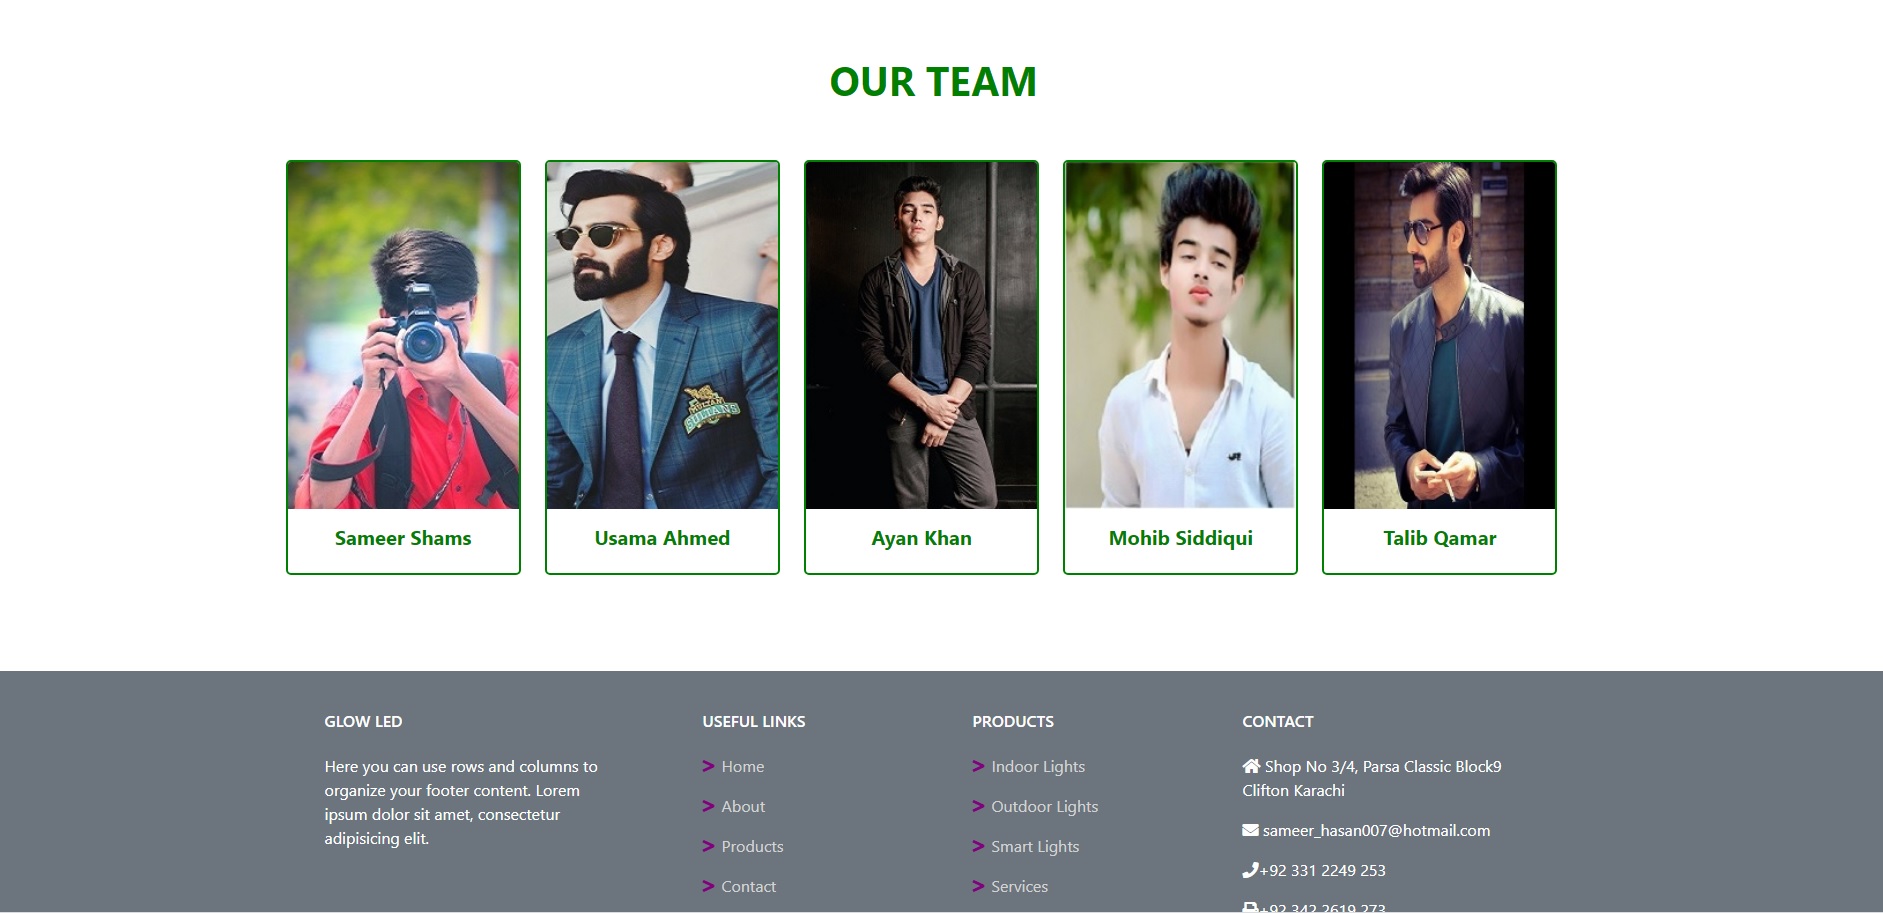 OUR TEAM
Canon
MULTAN
SULTANS
Sameer Shams
Usama Ahmed
Ayan Khan
Mohib Siddiqui
Talib Qamar
GLOW LED
Here you can use rows and columns to
organize your footer content. Lorem
ipsum dolor sit amet, consectetur
adipisicing elit.
USEFUL LINKS
> Home
> About
> Products
> Contact
PRODUCTS
> Indoor Lights
> Outdoor Lights
> Smart Lights
> Services
CONTACT
Shop No 3/4, Parsa Classic Block9
Clifton Karachi
sameer_hasan007@hotmail.com
+92 331 2249 253
+92 342 2619 273